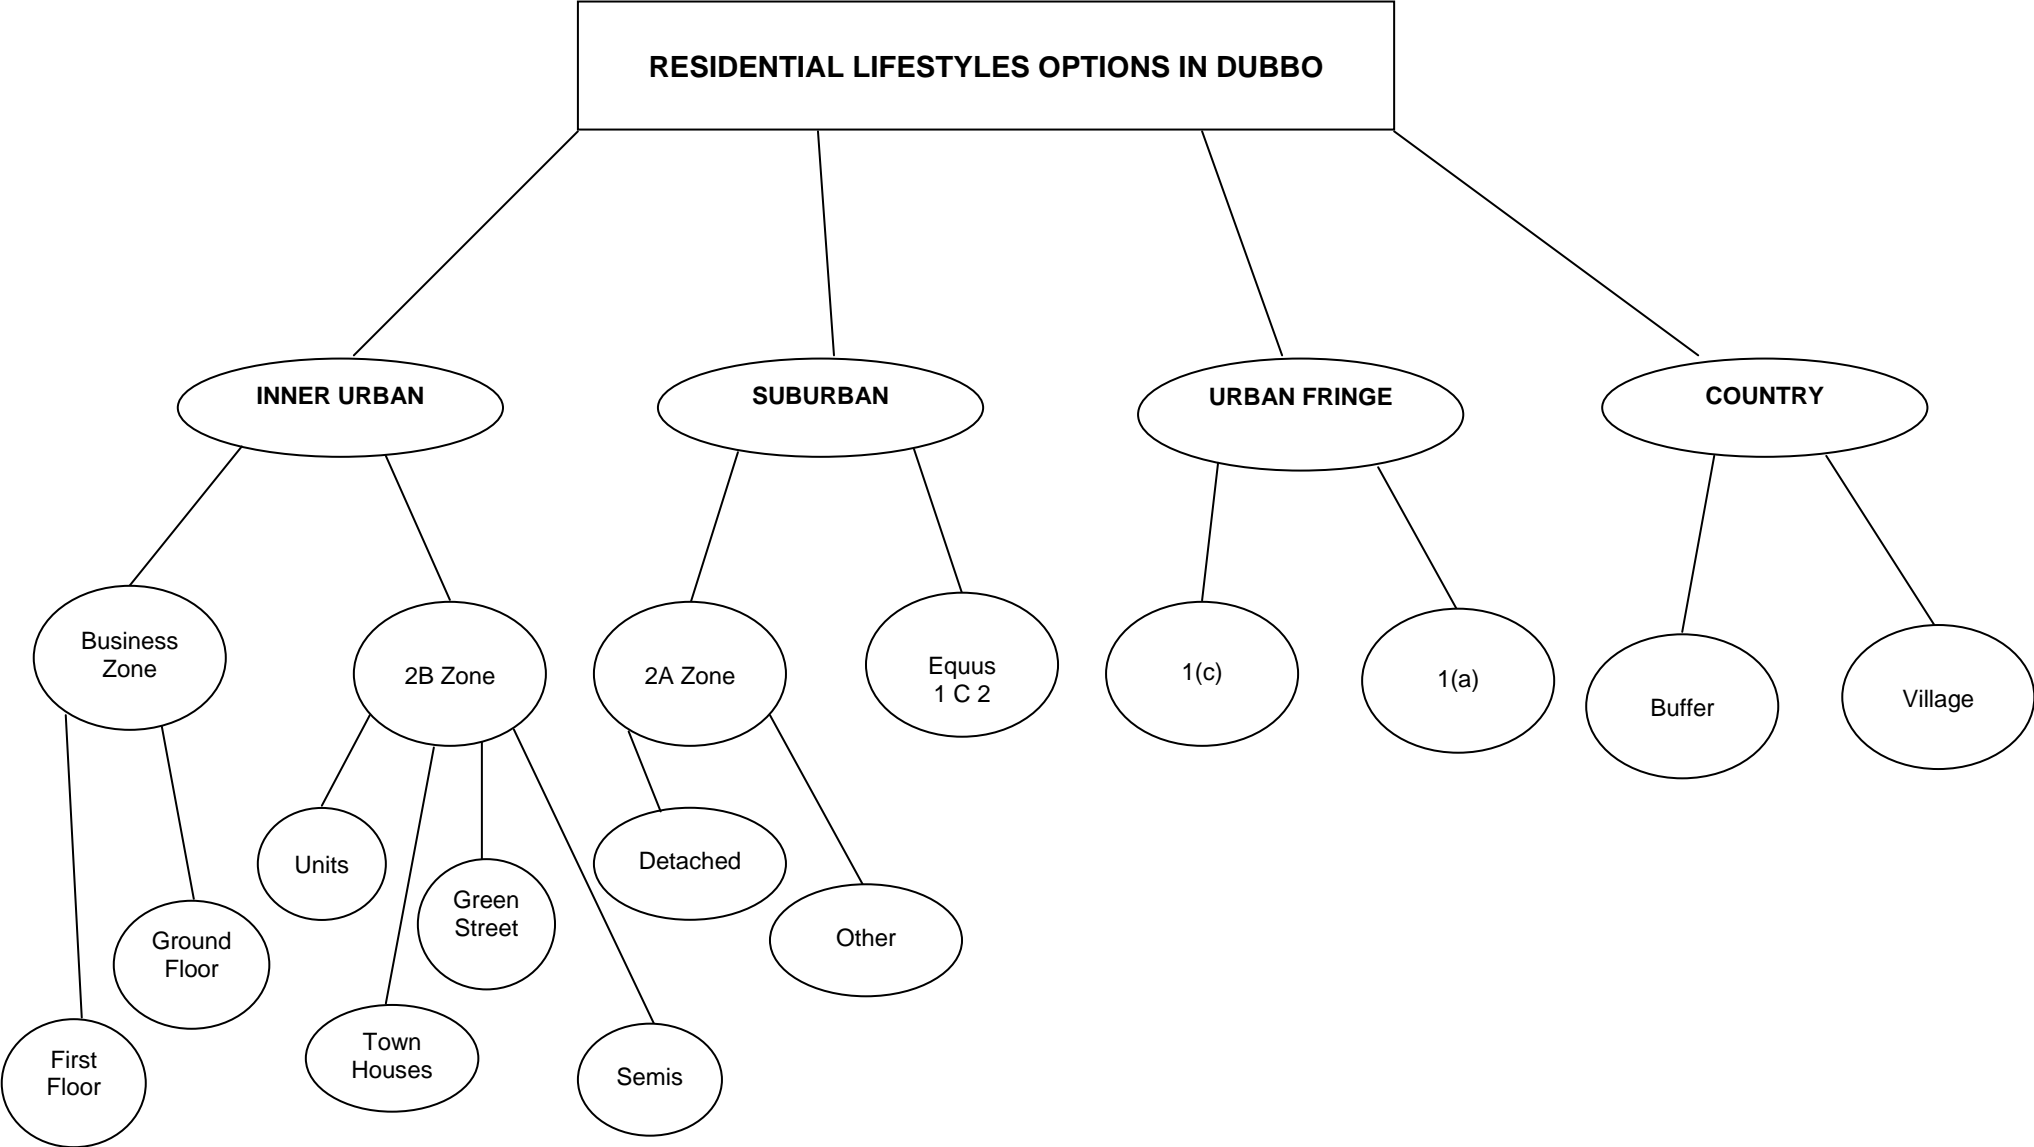 RESIDENTIAL LIFESTYLES OPTIONS IN DUBBO
INNER URBAN
SUBURBAN
URBAN FRINGE
COUNTRY
Business
Zone
2B Zone
2A Zone
Equus
1 C 2
1(c)
1(a)
Buffer
Village
Units
Green
Street
Detached
Other
Ground
Floor
First
Floor
Town
Houses
Semis